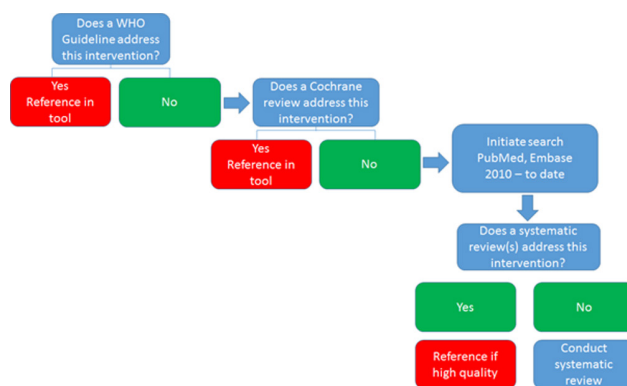 Does a WHO
Guideline address
this intervention?
Yes
Reference in
tool
No
Does a Cochrane
review address this
intervention?
Yes
Reference in
tool
No
Initiate search
PubMed, Embase
2010 – to date
Does a systematic
review(s) address this
intervention?
Yes
No
Reference if
high quality
Conduct
systematic
review